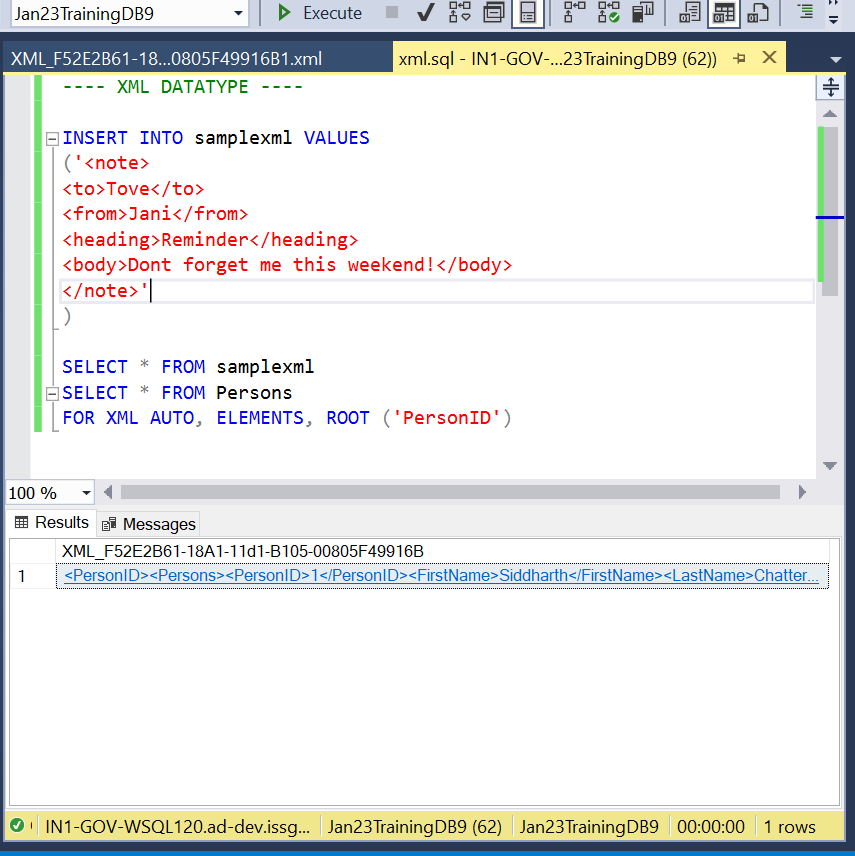 Jan23TrainingDB9 Execute
XML_F52E2B61-18...0805F49916B1.xml xml.sql - IN1-GOV-...23TrainingDB9 (62))
---- XML DATATYPE ----
INSERT INTO samplexml VALUES
('<note>
<to>Tove</to>
<from>Jani</from>
<heading>Reminder</heading>
<body>Dont forget me this weekend!</body>
</note>'
)
SELECT * FROM samplexml
SELECT * FROM Persons
FOR XML AUTO, ELEMENTS, ROOT ('PersonID')
100 %
Results Messages
XML_F52E2B61-18A1-11d1-B105-00805F49916B
1 <PersonID><Persons><PersonID>1</PersonID><FirstName>Siddharth</FirstName><LastName>Chatter...
IN1-GOV-WSQL120.ad-dev.issg... Jan23TrainingDB9 (62) Jan23TrainingDB9 00:00:00 1 rows